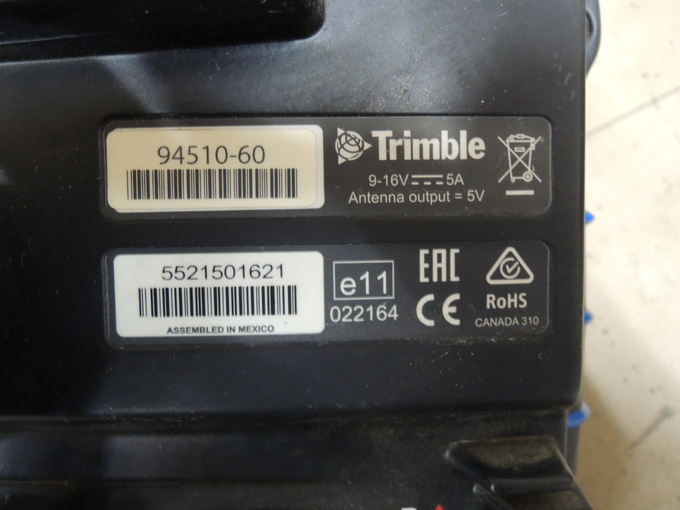 94510-60
Trimble
9-16V ⎓ 5A
Antenna output = 5V
5521501621
ASSEMBLED IN MEXICO
e11
022164
EAC
CE
RoHS
CANADA 310